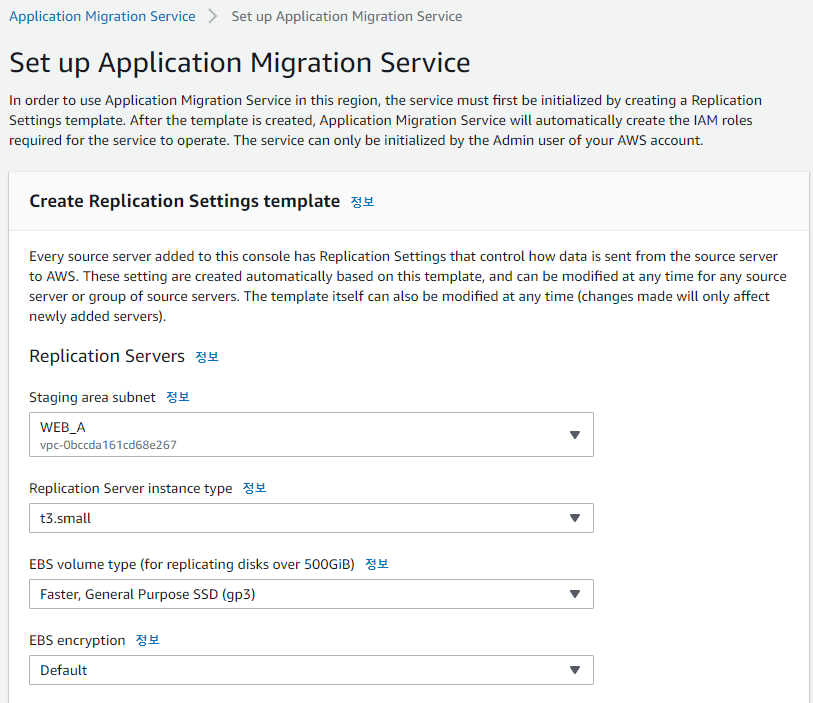 Application Migration Service > Set up Application Migration Service
Set up Application Migration Service
In order to use Application Migration Service in this region, the service must first be initialized by creating a Replication
Settings template. After the template is created, Application Migration Service will automatically create the IAM roles
required for the service to operate. The service can only be initialized by the Admin user of your AWS account.
Create Replication Settings template 정보
Every source server added to this console has Replication Settings that control how data is sent from the source server
to AWS. These setting are created automatically based on this template, and can be modified at any time for any source
server or group of source servers. The template itself can also be modified at any time (changes made will only affect
newly added servers).
Replication Servers 정보
Staging area subnet 정보
WEB_A
vpc-0bccda161cd68e267
Replication Server instance type 정보
t3.small
EBS volume type (for replicating disks over 500GiB) 정보
Faster, General Purpose SSD (gp3)
EBS encryption 정보
Default